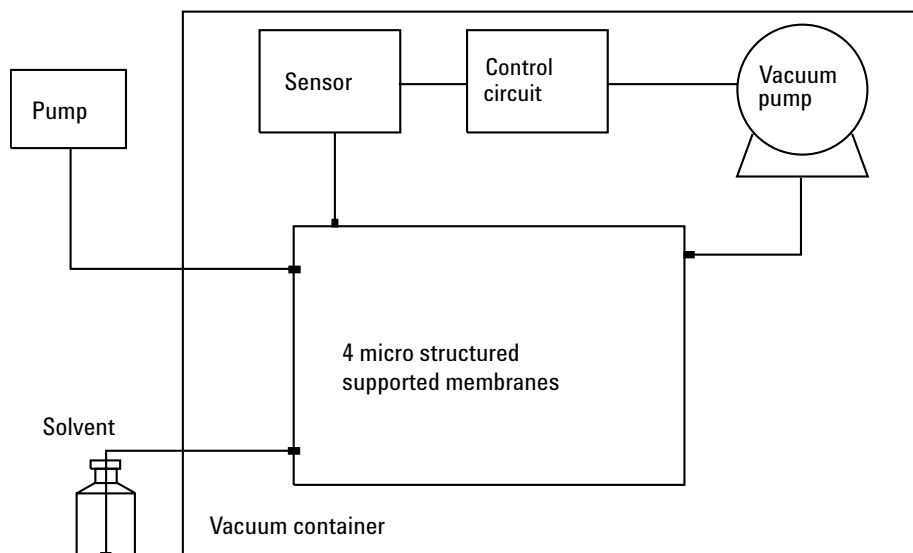 Pump
Sensor
Control
circuit
Vacuum
pump
4 micro structured
supported membranes
Solvent
Vacuum container